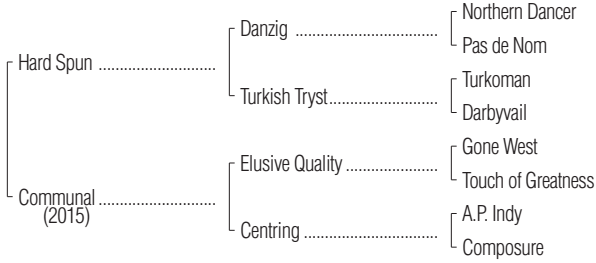 Northern Dancer
Danzig ....................................
Pas de Nom
Hard Spun .............................
Turkoman
Turkish Tryst...........................
Darbyvail
Gone West
Elusive Quality .......................
Touch of Greatness
Communal .............................
(2015)
A.P. Indy
Centring .................................
Composure